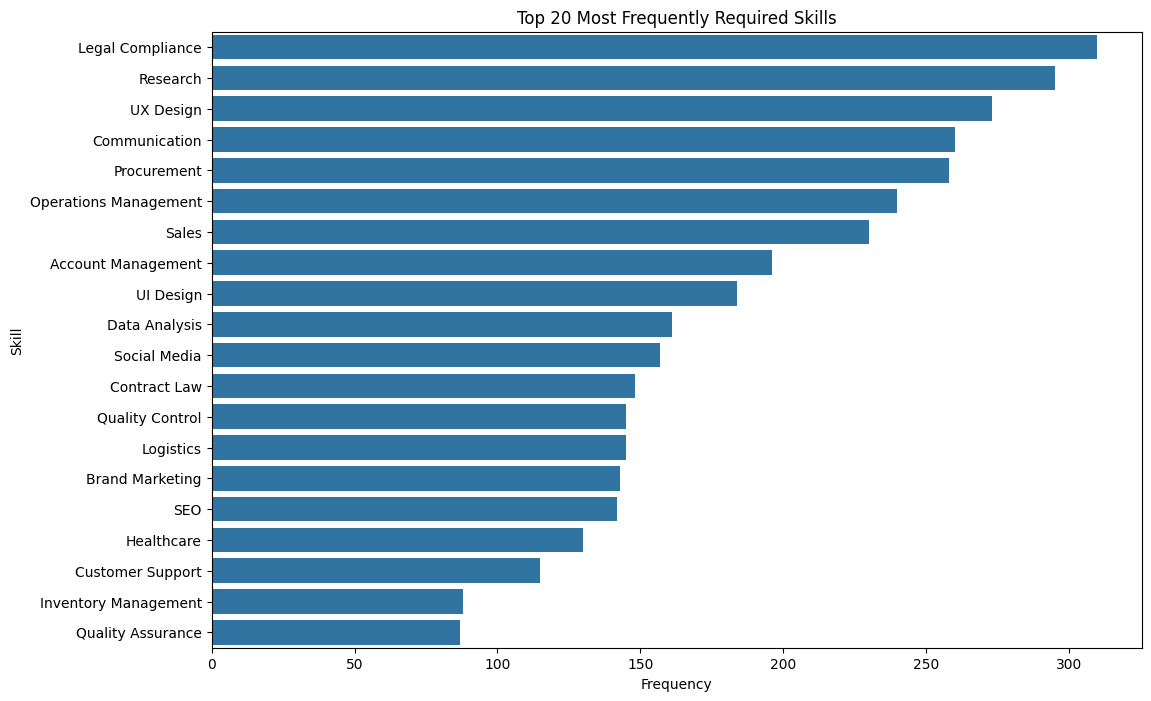 Top 20 Most Frequently Required Skills
Skill
Legal Compliance
Research
UX Design
Communication
Procurement
Operations Management
Sales
Account Management
UI Design
Data Analysis
Social Media
Contract Law
Quality Control
Logistics
Brand Marketing
SEO
Healthcare
Customer Support
Inventory Management
Quality Assurance
0 50 100 150 200 250 300
Frequency